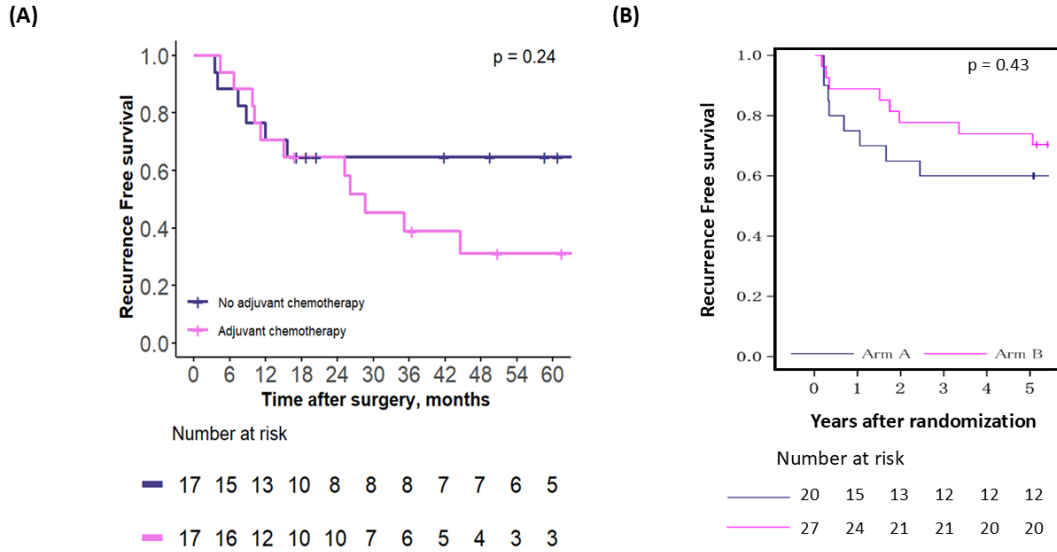 (A)
p = 0.24
Recurrence Free survival
1.0
0.8
0.6
0.4
0.2
0.0
No adjuvant chemotherapy
Adjuvant chemotherapy
0 6 12 18 24 30 36 42 48 54 60
Time after surgery, months
Number at risk
17 15 13 10 8 8 8 7 7 6 5
17 16 12 10 10 7 6 5 4 3 3
(B)
p = 0.43
Recurrence Free survival
1.0
0.8
0.6
0.4
0.2
0.0
Arm A Arm B
0 1 2 3 4 5
Years after randomization
Number at risk
20 15 13 12 12 12
27 24 21 21 20 20